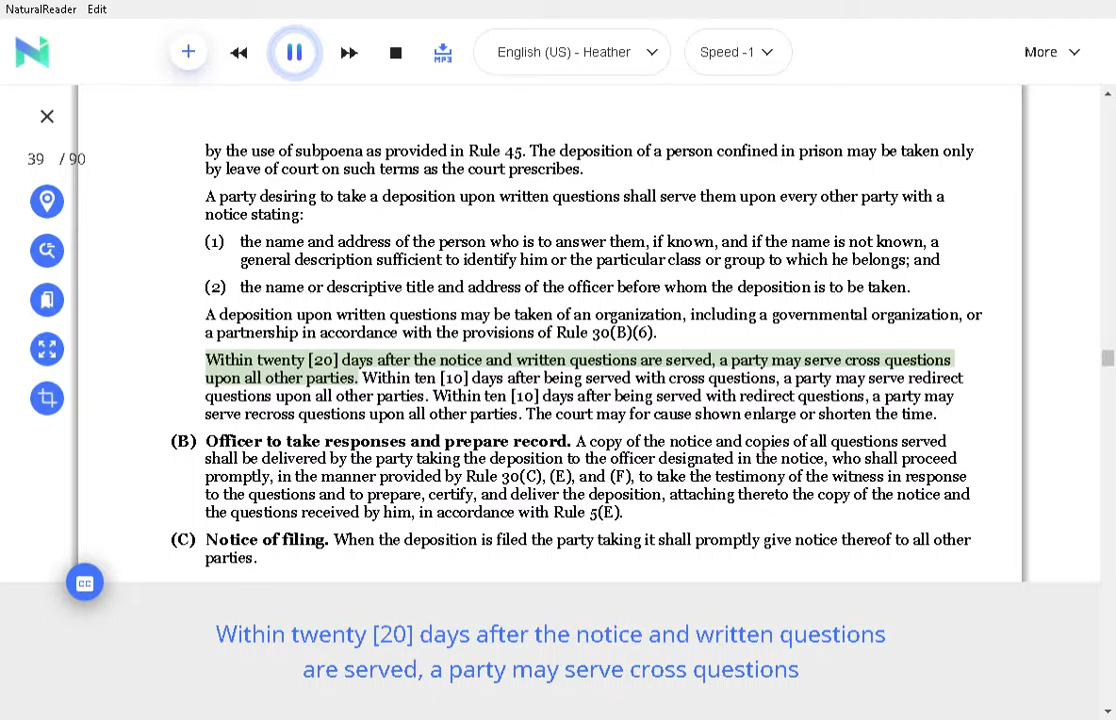 NaturalReader Edit
MP3
English (US) - Heather
Speed -1
More
39 / 90
by the use of subpoena as provided in Rule 45. The deposition of a person confined in prison may be taken only
by leave of court on such terms as the court prescribes.
A party desiring to take a deposition upon written questions shall serve them upon every other party with a
notice stating:
(1) the name and address of the person who is to answer them, if known, and if the name is not known, a
general description sufficient to identify him or the particular class or group to which he belongs; and
(2) the name or descriptive title and address of the officer before whom the deposition is to be taken.
A deposition upon written questions may be taken of an organization, including a governmental organization, or
a partnership in accordance with the provisions of Rule 30(B)(6).
Within twenty [20] days after the notice and written questions are served, a party may serve cross questions
upon all other parties. Within ten [10] days after being served with cross questions, a party may serve redirect
questions upon all other parties. Within ten [10] days after being served with redirect questions, a party may
serve recross questions upon all other parties. The court may for cause shown enlarge or shorten the time.
(B) Officer to take responses and prepare record. A copy of the notice and copies of all questions served
shall be delivered by the party taking the deposition to the officer designated in the notice, who shall proceed
promptly, in the manner provided by Rule 30(C), (E), and (F), to take the testimony of the witness in response
to the questions and to prepare, certify, and deliver the deposition, attaching thereto the copy of the notice and
the questions received by him, in accordance with Rule 5(E).
(C) Notice of filing. When the deposition is filed the party taking it shall promptly give notice thereof to all other
parties.
CC
Within twenty [20] days after the notice and written questions
are served, a party may serve cross questions